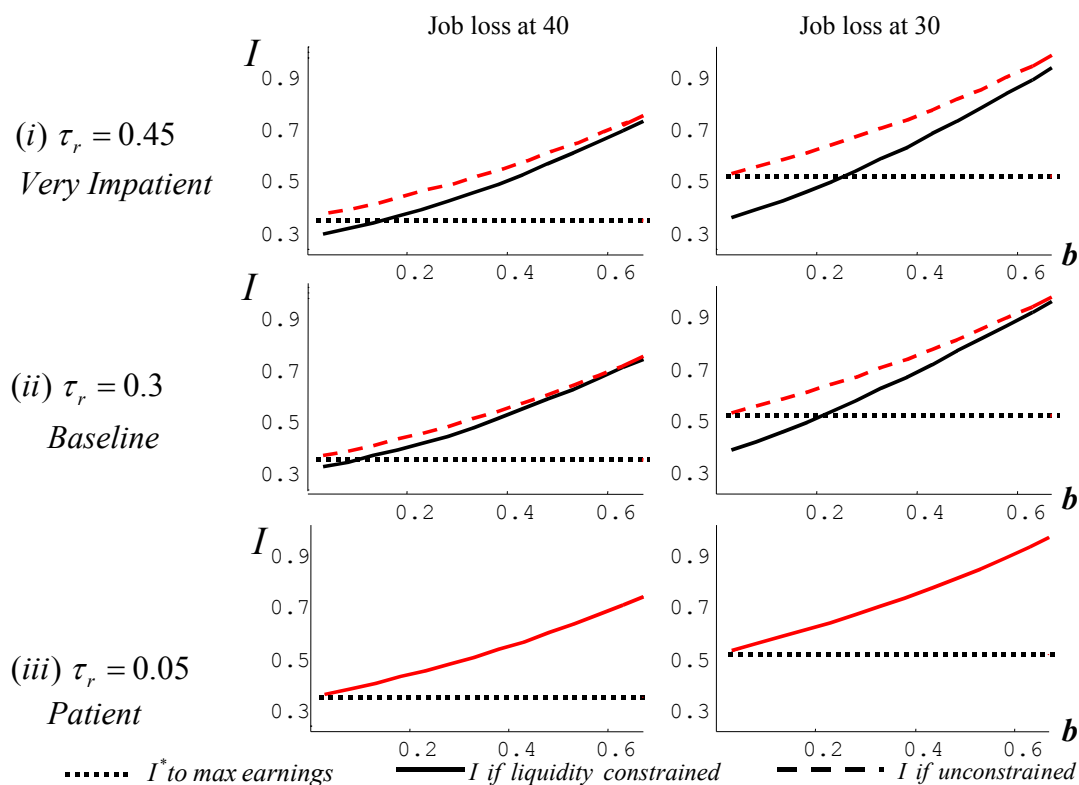 Job loss at 40
Job loss at 30
I
0.9
0.9
(i) τ_r = 0.45
0.7
0.7
Very Impatient
0.5
0.5
0.3
0.3
0.2 0.4 0.6
0.2 0.4 0.6
b
I
0.9
0.9
(ii) τ_r = 0.3
0.7
0.7
Baseline
0.5
0.5
0.3
0.3
0.2 0.4 0.6
0.2 0.4 0.6
b
I
0.9
0.9
0.7
0.7
(iii) τ_r = 0.05
0.5
0.5
Patient
0.3
0.3
0.2 0.4 0.6
0.2 0.4 0.6
b
I* to max earnings
I if liquidity constrained
I if unconstrained